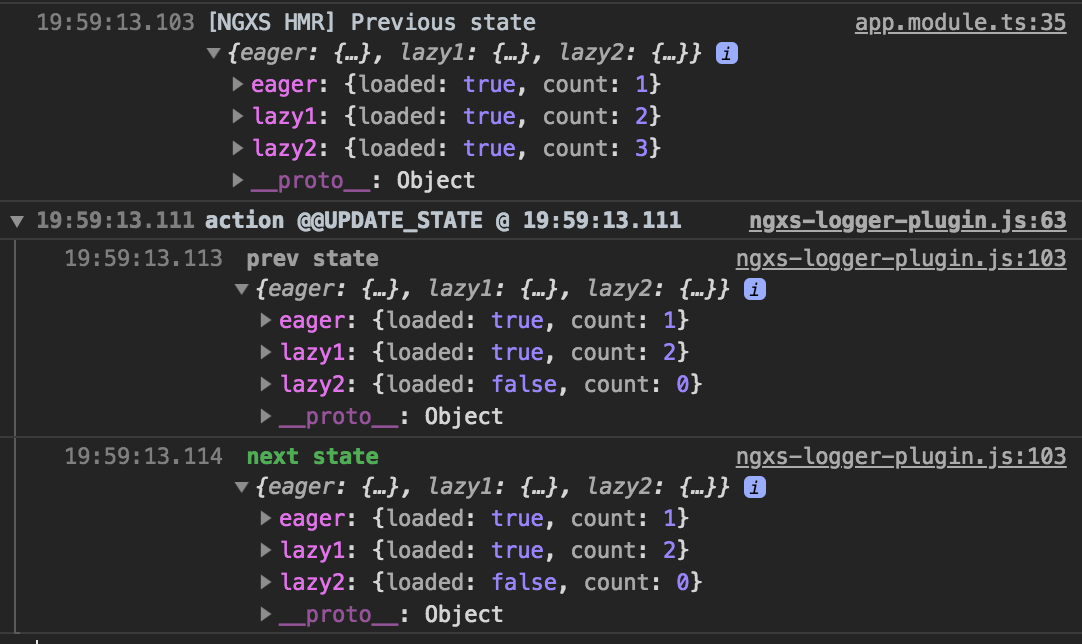 19:59:13.103 [NGXS HMR] Previous state app.module.ts:35
▼{eager: {…}, lazy1: {…}, lazy2: {…}} i
▶eager: {loaded: true, count: 1}
▶lazy1: {loaded: true, count: 2}
▶lazy2: {loaded: true, count: 3}
▶__proto__: Object
▼ 19:59:13.111 action @@UPDATE_STATE @ 19:59:13.111 ngxs-logger-plugin.js:63
19:59:13.113 prev state ngxs-logger-plugin.js:103
▼{eager: {…}, lazy1: {…}, lazy2: {…}} i
▶eager: {loaded: true, count: 1}
▶lazy1: {loaded: true, count: 2}
▶lazy2: {loaded: false, count: 0}
▶__proto__: Object
19:59:13.114 next state ngxs-logger-plugin.js:103
▼{eager: {…}, lazy1: {…}, lazy2: {…}} i
▶eager: {loaded: true, count: 1}
▶lazy1: {loaded: true, count: 2}
▶lazy2: {loaded: false, count: 0}
▶__proto__: Object